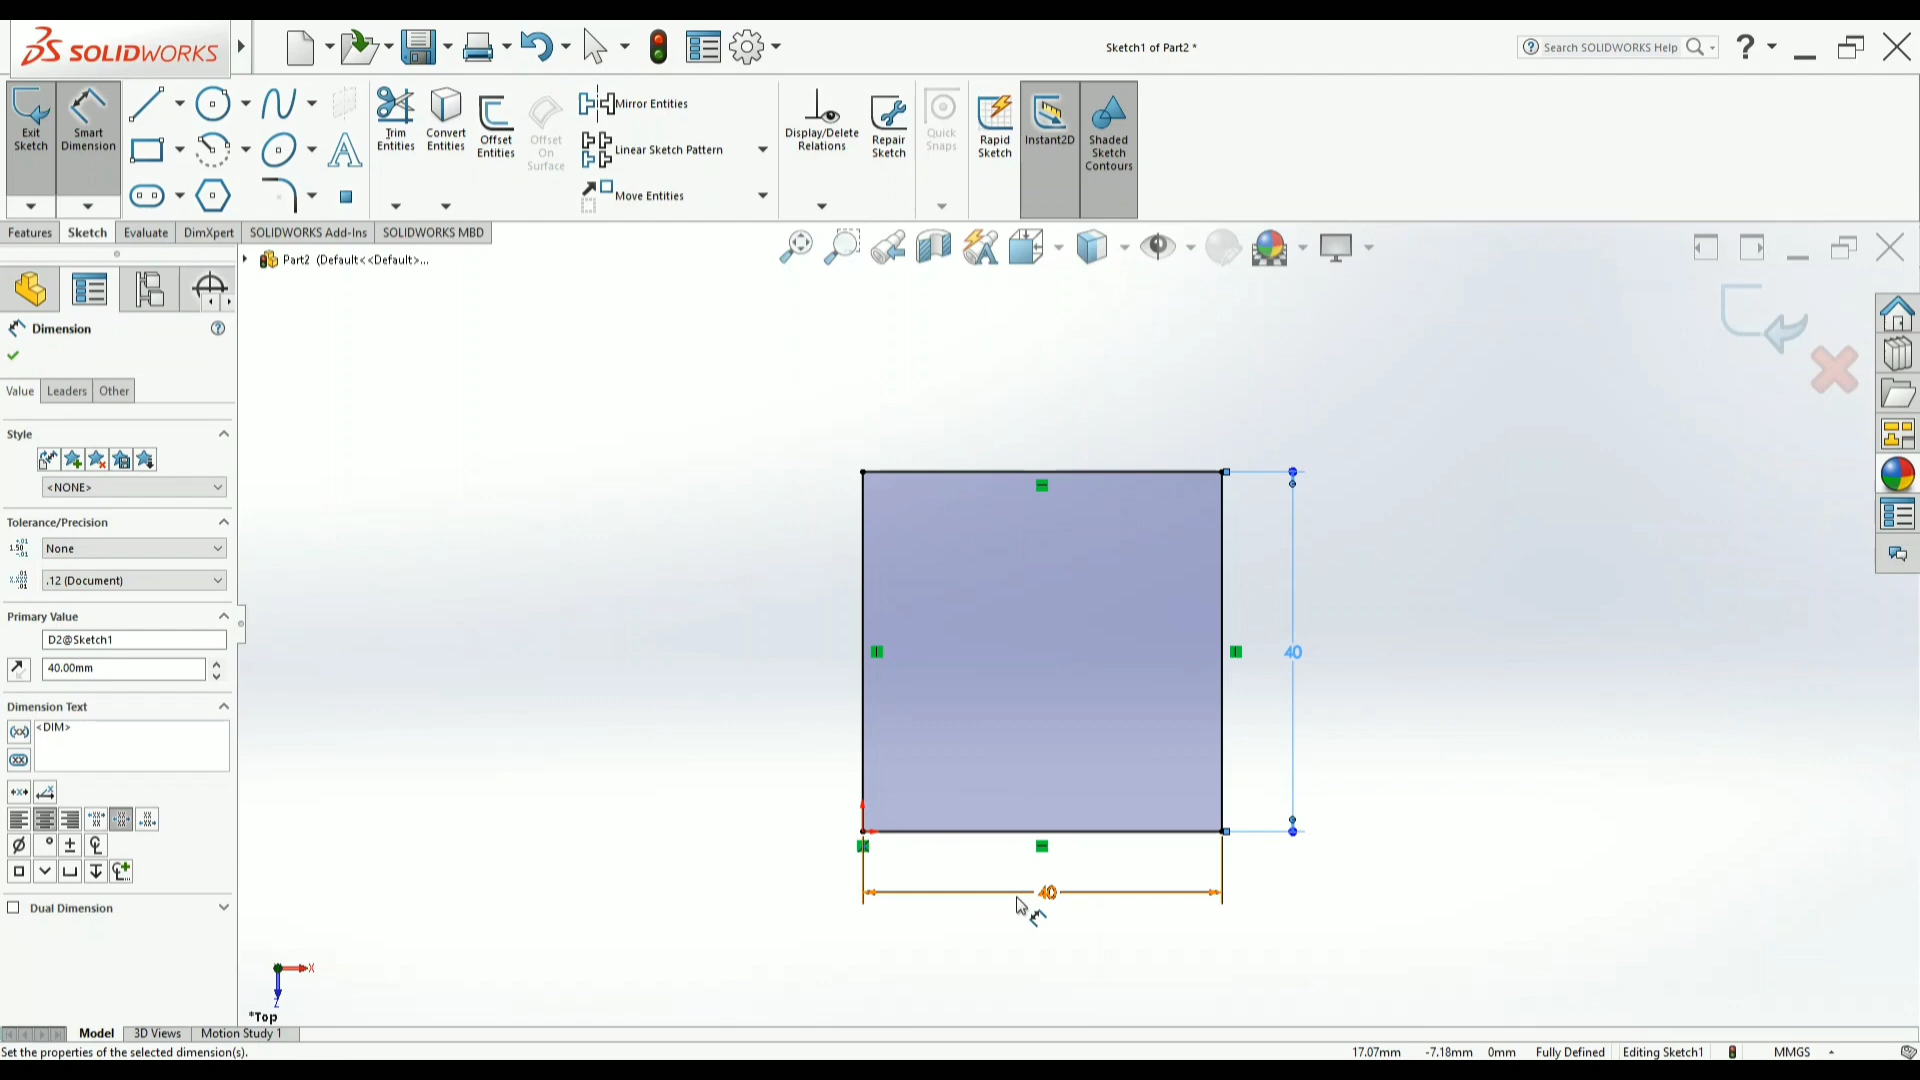 SOLIDWORKS
Sketch1 of Part2 *
Search SOLIDWORKS Help
?
Exit Sketch
Smart Dimension
Trim Entities
Convert Entities
Offset Entities
Offset On Surface
Mirror Entities
Linear Sketch Pattern
Move Entities
Display/Delete Relations
Repair Sketch
Quick Snaps
Rapid Sketch
Instant2D
Shaded Sketch Contours
Features
Sketch
Evaluate
DimXpert
SOLIDWORKS Add-Ins
SOLIDWORKS MBD
Part2 (Default<<Default>...
Dimension
Value
Leaders
Other
Style
<NONE>
Tolerance/Precision
None
.12 (Document)
Primary Value
D2@Sketch1
40.00mm
Dimension Text
<DIM>
Dual Dimension
40
40
X
Z
*Top
Model
3D Views
Motion Study 1
Set the properties of the selected dimension(s).
17.07mm
-7.18mm
0mm
Fully Defined
Editing Sketch1
MMGS